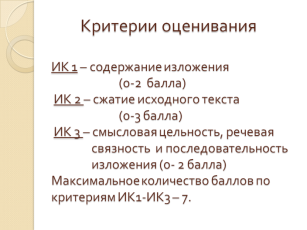 Критерии оценивания
ИК 1 – содержание изложения
(0-2 балла)
ИК 2 – сжатие исходного текста
(0-3 балла)
ИК 3 – смысловая цельность, речевая
связность и последовательность
изложения (0- 2 балла)
Максимальное количество баллов по
критериям ИК1-ИК3 – 7.